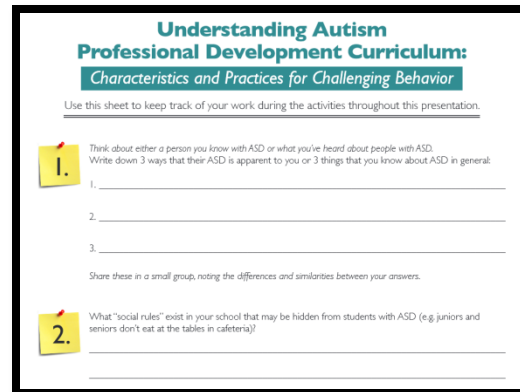 Understanding Autism
Professional Development Curriculum:
Characteristics and Practices for Challenging Behavior
Use this sheet to keep track of your work during the activities throughout this presentation.
1.
Think about either a person you know with ASD or what you've heard about people with ASD.
Write down 3 ways that their ASD is apparent to you or 3 things that you know about ASD in general:
1.
2.
3.
Share these in a small group, noting the differences and similarities between your answers.
2.
What "social rules" exist in your school that may be hidden from students with ASD (e.g. juniors and
seniors don't eat at the tables in cafeteria)?